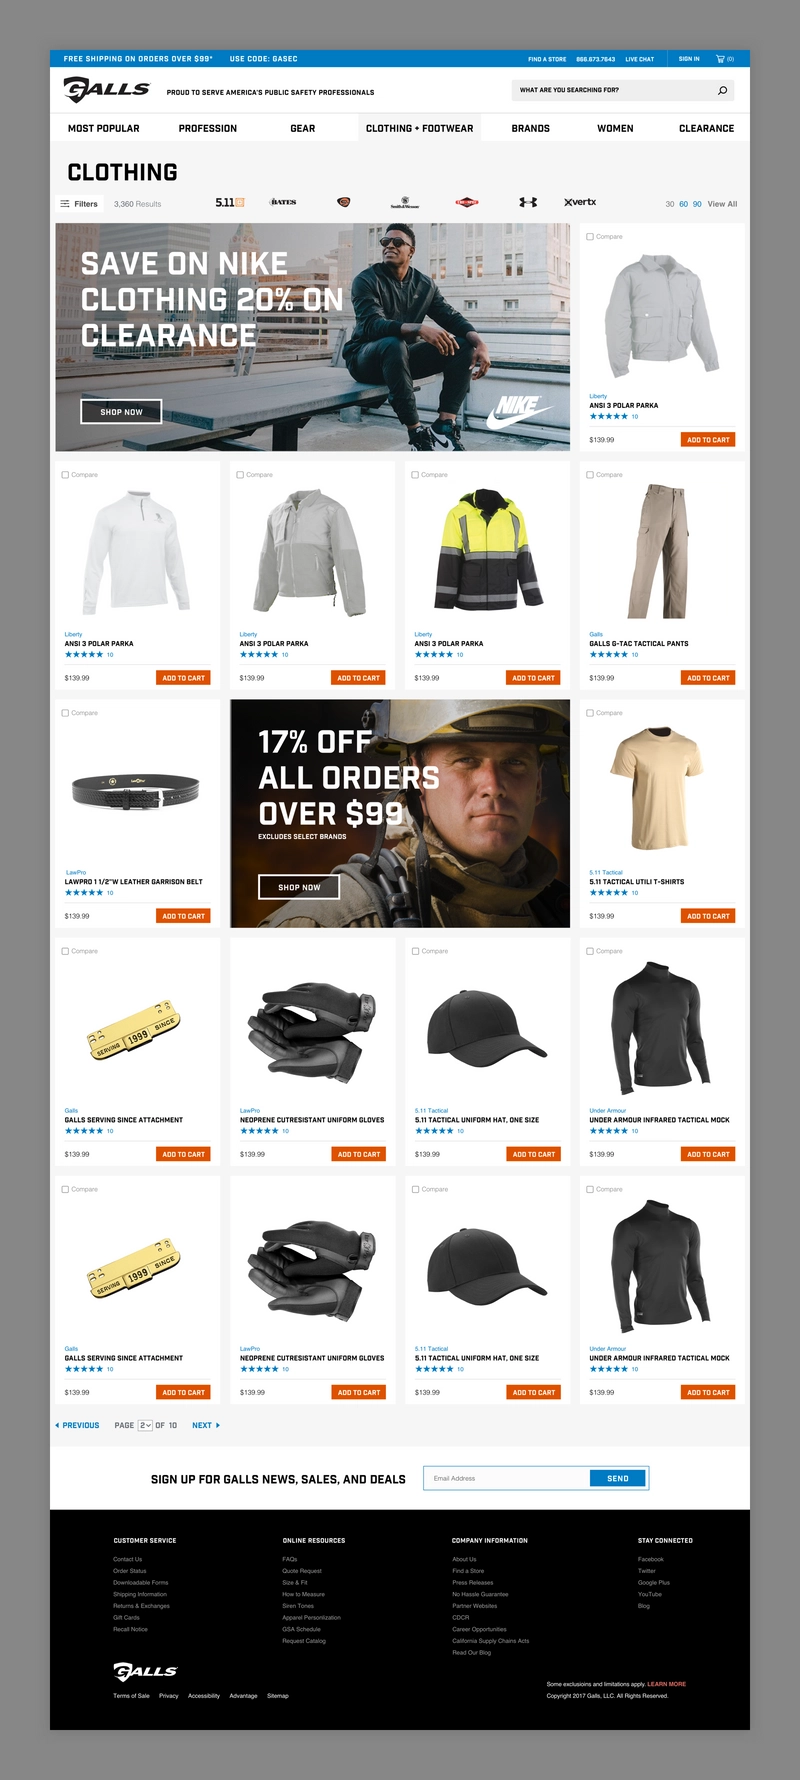 FREE SHIPPING ON ORDERS OVER $99* USE CODE: GASEC FIND A STORE 866.673.7643 LIVE CHAT SIGN IN (0)
GALLS PROUD TO SERVE AMERICA'S PUBLIC SAFETY PROFESSIONALS WHAT ARE YOU SEARCHING FOR?
MOST POPULAR PROFESSION GEAR CLOTHING + FOOTWEAR BRANDS WOMEN CLEARANCE
CLOTHING
Filters 3,360 Results 5.11 BATES Smith&Wesson vertx 30 60 90 View All
SAVE ON NIKE
CLOTHING 20% ON
CLEARANCE
SHOP NOW
NIKE
Compare
Liberty
ANSI 3 POLAR PARKA
10
$139.99 ADD TO CART
Compare Compare Compare Compare
Liberty Liberty Liberty Galls
ANSI 3 POLAR PARKA ANSI 3 POLAR PARKA ANSI 3 POLAR PARKA GALLS G-TAC TACTICAL PANTS
10 10 10 10
$139.99 ADD TO CART $139.99 ADD TO CART $139.99 ADD TO CART $139.99 ADD TO CART
Compare
LawPro
LAWPRO 1 1/2"W LEATHER GARRISON BELT
10
$139.99 ADD TO CART
17% OFF
ALL ORDERS
OVER $99
EXCLUDES SELECT BRANDS
SHOP NOW
Compare
5.11 Tactical
5.11 TACTICAL UTILI T-SHIRTS
10
$139.99 ADD TO CART
Compare Compare Compare
SERVING 1999 SINCE
Galls LawPro 5.11 Tactical Under Armour
GALLS SERVING SINCE ATTACHMENT NEOPRENE CUTRESISTANT UNIFORM GLOVES 5.11 TACTICAL UNIFORM HAT, ONE SIZE UNDER ARMOUR INFRARED TACTICAL MOCK
10 10 10 10
$139.99 ADD TO CART $139.99 ADD TO CART $139.99 ADD TO CART $139.99 ADD TO CART
Compare Compare Compare
SERVING 1999 SINCE
Galls LawPro 5.11 Tactical Under Armour
GALLS SERVING SINCE ATTACHMENT NEOPRENE CUTRESISTANT UNIFORM GLOVES 5.11 TACTICAL UNIFORM HAT, ONE SIZE UNDER ARMOUR INFRARED TACTICAL MOCK
10 10 10 10
$139.99 ADD TO CART $139.99 ADD TO CART $139.99 ADD TO CART $139.99 ADD TO CART
PREVIOUS PAGE 2 OF 10 NEXT
SIGN UP FOR GALLS NEWS, SALES, AND DEALS Email Address SEND
CUSTOMER SERVICE
Contact Us
Order Status
Downloadable Forms
Shipping Information
Returns & Exchanges
Gift Cards
Recall Notice
ONLINE RESOURCES
FAQs
Quote Request
Size & Fit
How to Measure
Siren Tones
Apparel Personlization
GSA Schedule
Request Catalog
COMPANY INFORMATION
About Us
Find a Store
Press Releases
No Hassle Guarantee
Partner Websites
CDCR
Career Opportunities
California Supply Chains Acts
Read Our Blog
STAY CONNECTED
Facebook
Twitter
Google Plus
YouTube
Blog
GALLS
Terms of Sale Privacy Accessibility Advantage Sitemap
Some exclusioins and limitations apply. LEARN MORE
Copyright 2017 Galls, LLC. All Rights Reserved.